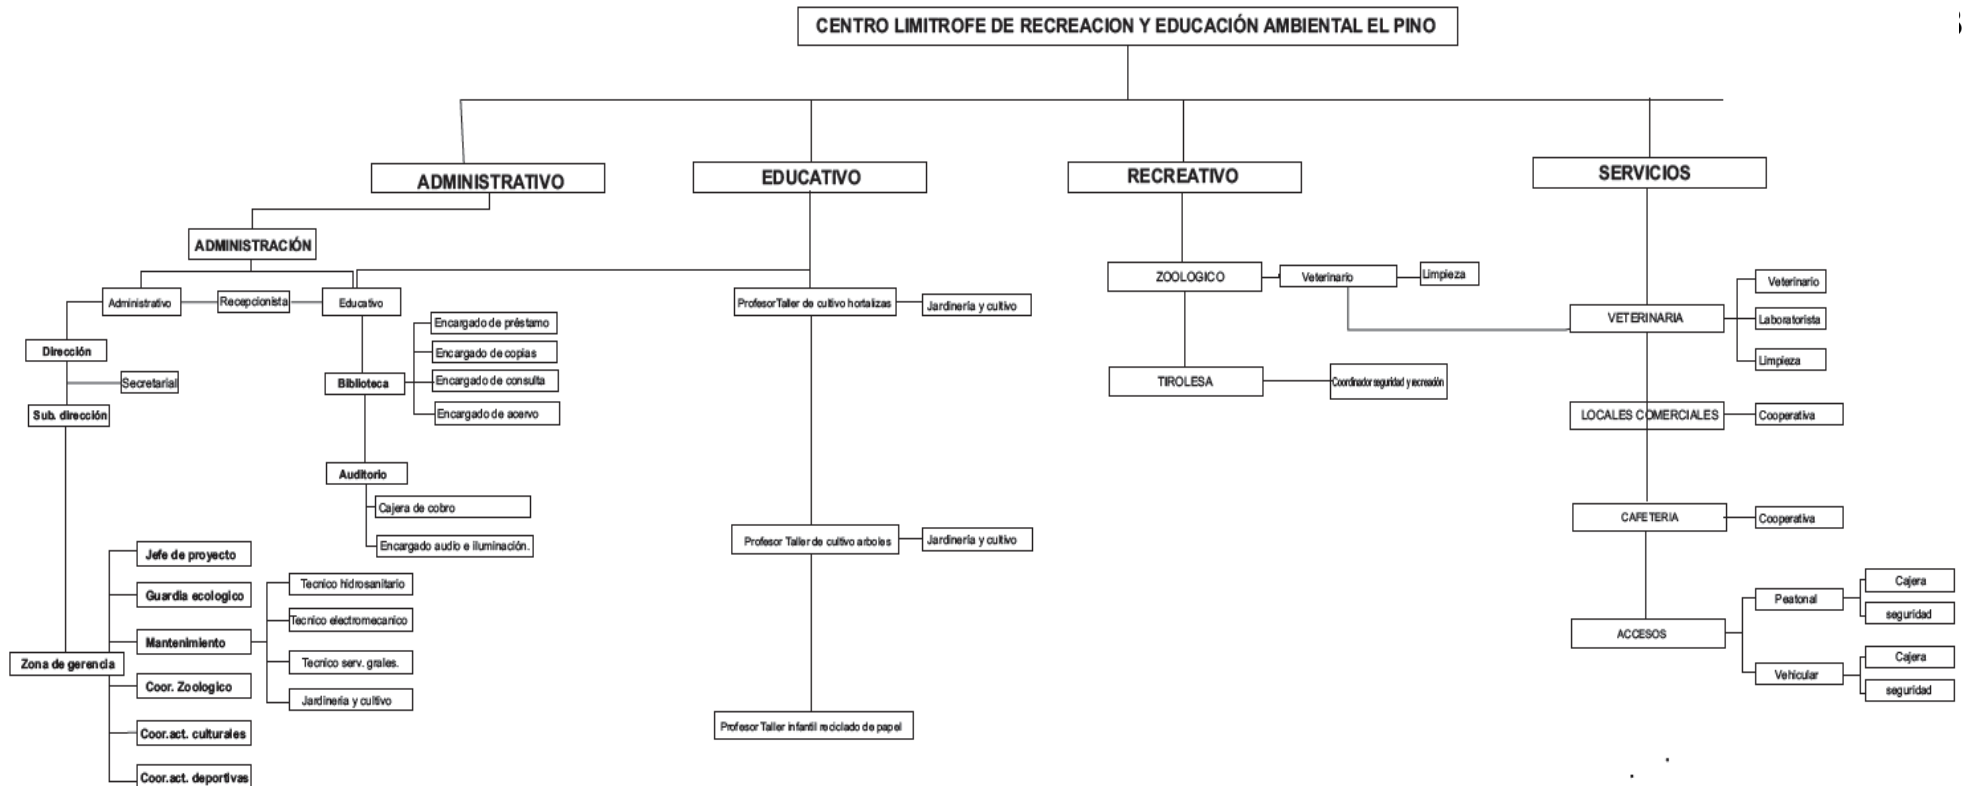 CENTRO LIMITROFE DE RECREACION Y EDUCACIÓN AMBIENTAL EL PINO
ADMINISTRATIVO
EDUCATIVO
RECREATIVO
SERVICIOS
ADMINISTRACIÓN
Administrativo
Recepcionista
Educativo
Dirección
Secretarial
Sub. dirección
Zona de gerencia
Jefe de proyecto
Guardia ecologico
Mantenimiento
Coor. Zoologico
Coor.act. culturales
Coor.act. deportivas
Tecnico hidrosanitario
Tecnico electromecanico
Tecnico serv. grales.
Jardineria y cultivo
Biblioteca
Encargado de préstamo
Encargado de copias
Encargado de consulta
Encargado de acervo
Auditorio
Cajera de cobro
Encargado audio e iluminación.
Profesor Taller de cultivo hortalizas
Jardinería y cultivo
Profesor Taller de cultivo arboles
Jardinería y cultivo
Profesor Taller infantil reciclado de papel
ZOOLOGICO
Veterinario
Limpieza
TIROLESA
Coordinador seguridad y recreación
VETERINARIA
Veterinario
Laboratorista
Limpieza
LOCALES COMERCIALES
Cooperativa
CAFETERIA
Cooperativa
ACCESOS
Peatonal
Cajera
seguridad
Vehicular
Cajera
seguridad